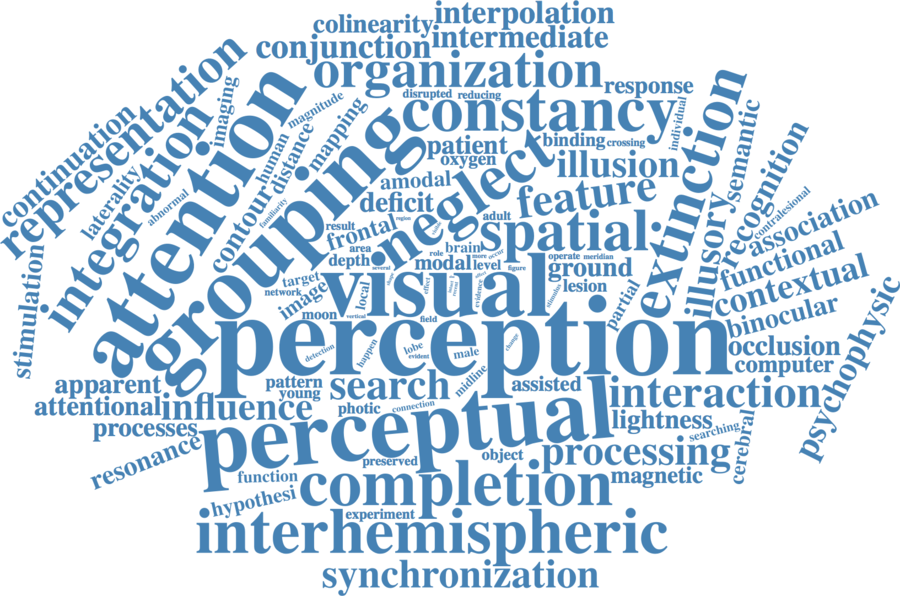 interpolation
colinearity
intermediate
conjunction
organization
response
representation
imaging
attention
disrupted
reducing
magnitude
constancy
individual
continuation
integration
human
mapping
patient
binding
crossing
extinction
semantic
laterality
distance
grouping
oxygen
illusion
recognition
abnormal
contour
amodal
neglect
feature
familiarity
deficit
contralesional
association
result
frontal
region
adult
spatial
illusory
functional
area
brain
role
more
occur
operate
meridian
stimulation
depth
several
modal
level
figure
ground
contextual
target
network
image
visual
lesion
partial
local
effect
evidence
stimulus
binocular
moon
vertical
field
perception
psychophysic
detection
happen
lobe
evident
male
change
occlusion
computer
apparent
pattern
young
search
midline
assisted
interaction
attentional
influence
photic
connection
perceptual
lightness
processes
searching
cerebral
resonance
preserved
object
processing
function
completion
magnetic
hypothesi
experiment
interhemispheric
synchronization